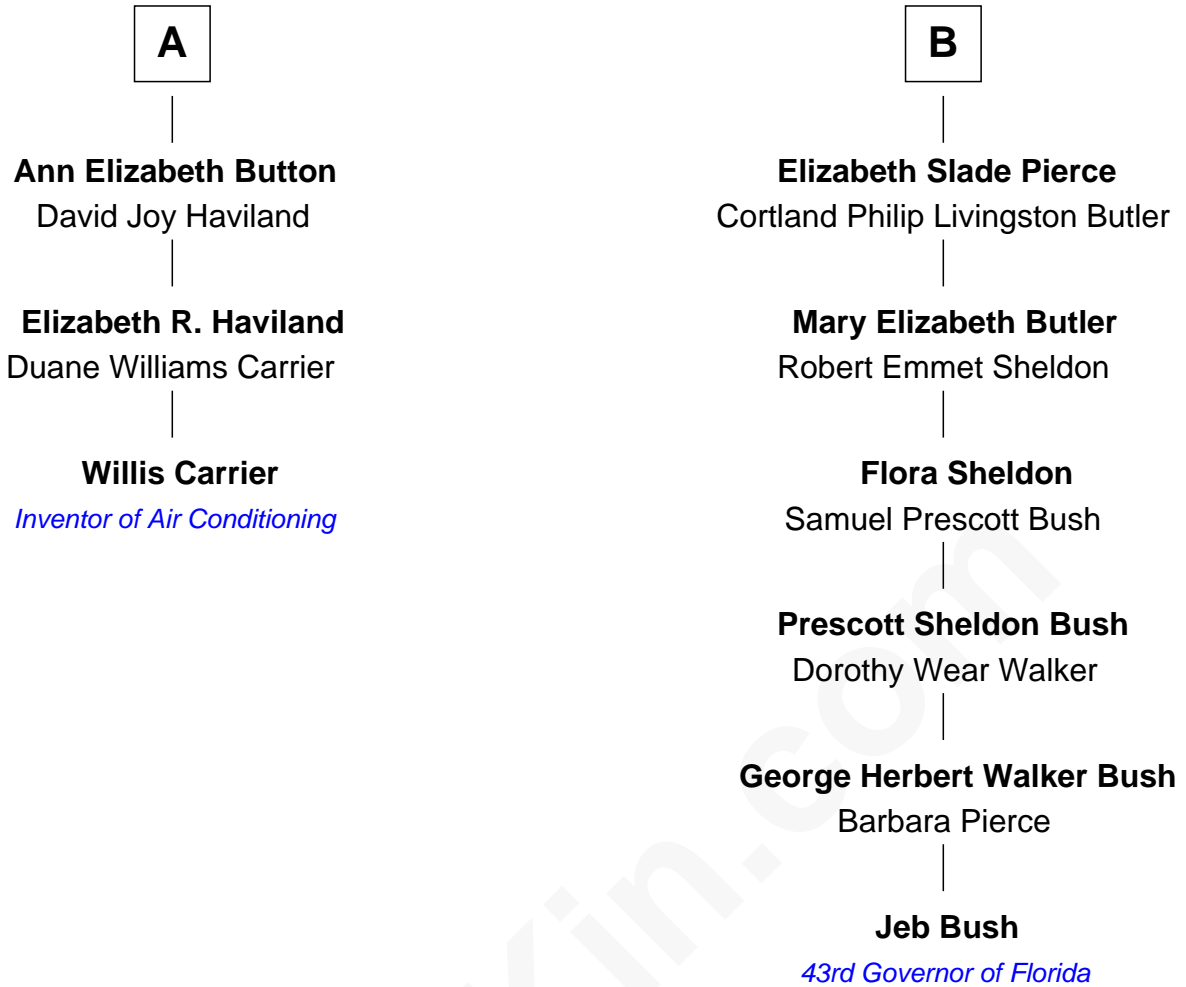 A
Ann Elizabeth Button
David Joy Haviland
Elizabeth R. Haviland
Duane Williams Carrier
Willis Carrier
Inventor of Air Conditioning
B
Elizabeth Slade Pierce
Cortland Philip Livingston Butler
Mary Elizabeth Butler
Robert Emmet Sheldon
Flora Sheldon
Samuel Prescott Bush
Prescott Sheldon Bush
Dorothy Wear Walker
George Herbert Walker Bush
Barbara Pierce
Jeb Bush
43rd Governor of Florida
Kin.com